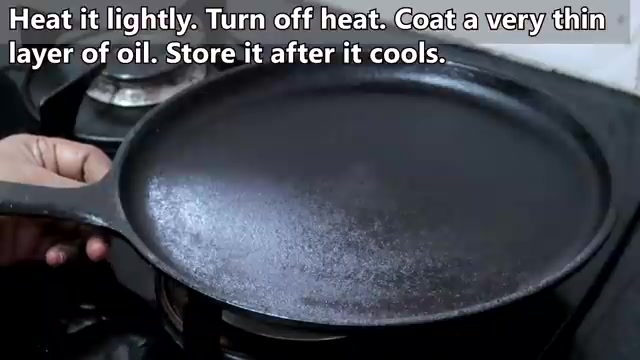 Heat it lightly. Turn off heat. Coat a very thin
layer of oil. Store it after it cools.